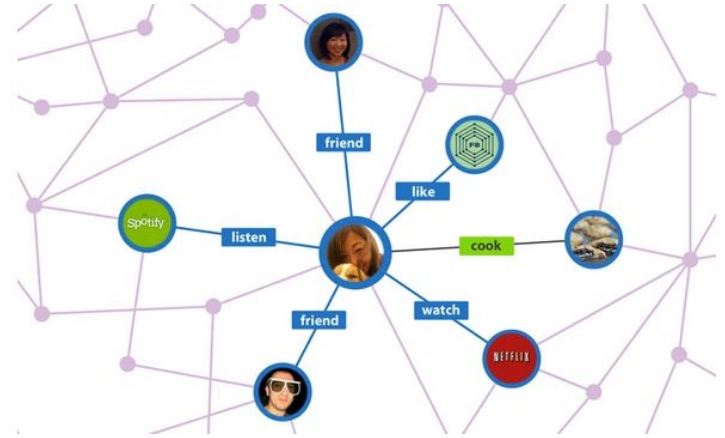 friend
FB
like
Spotify
listen
cook
friend
watch
NETFLIX